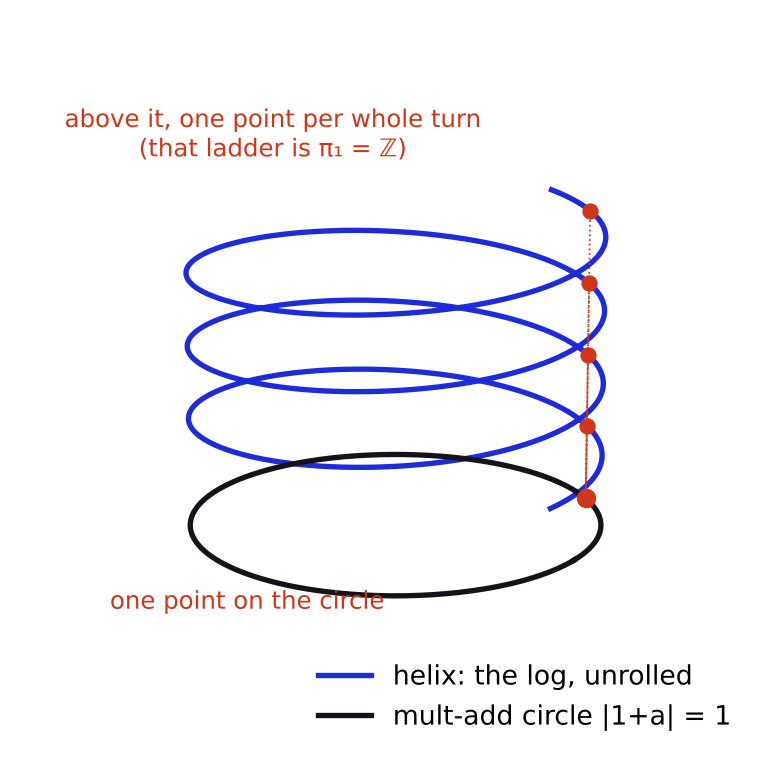 above it, one point per whole turn
(that ladder is π₁ = ℤ)
one point on the circle
helix: the log, unrolled
mult-add circle |1+a| = 1